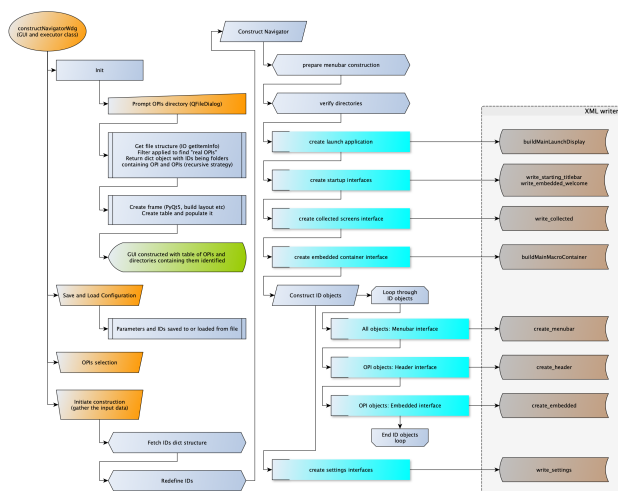 constructNavigatorWdg
(GUI and executor class)
Init
Prompt OPIs directory (QFileDialog)
Get file structure (IO getItemInfo)
Filter applied to find "real OPIs"
Return dict object with IDs being folders
containing OPI and OPIs (recursive strategy)
Create frame (PyQt5, build layout etc)
Create table and populate it
GUI constructed with table of OPIs and
directories containing them identified
Save and Load Configuration
Parameters and IDs saved to or loaded from file
OPIs selection
Initiate construction
(gather the input data)
Fetch IDs dict structure
Redefine IDs
Construct Navigator
prepare menubar construction
verify directories
create launch application
create startup interfaces
create collected screens interface
create embedded container interface
Construct ID objects
Loop through
ID objects
All objects: Menubar interface
OPI objects: Header interface
OPI objects: Embedded interface
End ID objects
loop
create settings interfaces
XML writer
buildMainLaunchDisplay
write_starting_titlebar
write_embedded_welcome
write_collected
buildMainMacroContainer
create_menubar
create_header
create_embedded
write_settings